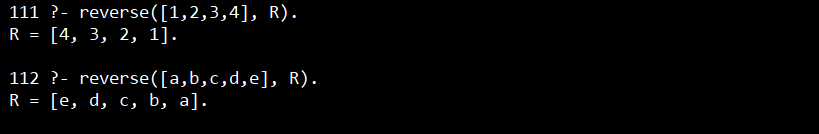 111 ?- reverse([1,2,3,4], R).
R = [4, 3, 2, 1].
112 ?- reverse([a,b,c,d,e], R).
R = [e, d, c, b, a].